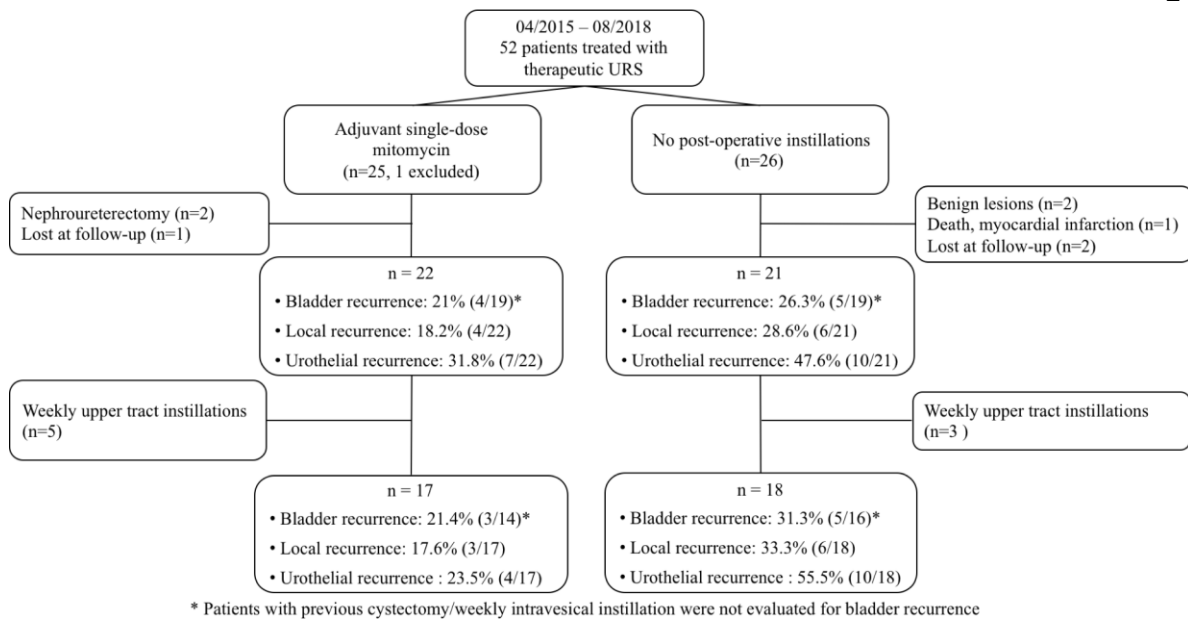 04/2015 – 08/2018
52 patients treated with
therapeutic URS
Adjuvant single-dose
mitomycin
(n=25, 1 excluded)
No post-operative instillations
(n=26)
Nephroureterectomy (n=2)
Lost at follow-up (n=1)
Benign lesions (n=2)
Death, myocardial infarction (n=1)
Lost at follow-up (n=2)
n = 22
• Bladder recurrence: 21% (4/19)*
• Local recurrence: 18.2% (4/22)
• Urothelial recurrence: 31.8% (7/22)
n = 21
• Bladder recurrence: 26.3% (5/19)*
• Local recurrence: 28.6% (6/21)
• Urothelial recurrence: 47.6% (10/21)
Weekly upper tract instillations
(n=5)
Weekly upper tract instillations
(n=3 )
n = 17
• Bladder recurrence: 21.4% (3/14)*
• Local recurrence: 17.6% (3/17)
• Urothelial recurrence : 23.5% (4/17)
n = 18
• Bladder recurrence: 31.3% (5/16)*
• Local recurrence: 33.3% (6/18)
• Urothelial recurrence : 55.5% (10/18)
* Patients with previous cystectomy/weekly intravesical instillation were not evaluated for bladder recurrence